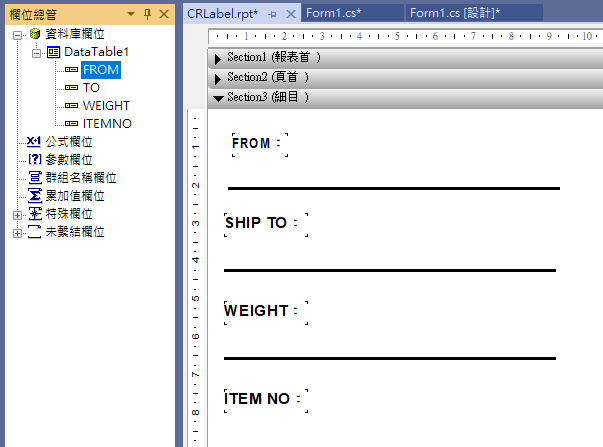 欄位總管
資料庫欄位
DataTable1
FROM
TO
WEIGHT
ITEMNO
公式欄位
參數欄位
群組名稱欄位
累加值欄位
特殊欄位
未繫結欄位
CRLabel.rpt*
Form1.cs*
Form1.cs [設計]*
1 2 3 4 5 6 7 8 9 10
Section1 (報表首 )
Section2 (頁首 )
Section3 (細目 )
1
2
3
4
5
6
7
8
FROM：
SHIP TO：
WEIGHT：
ITEM NO：